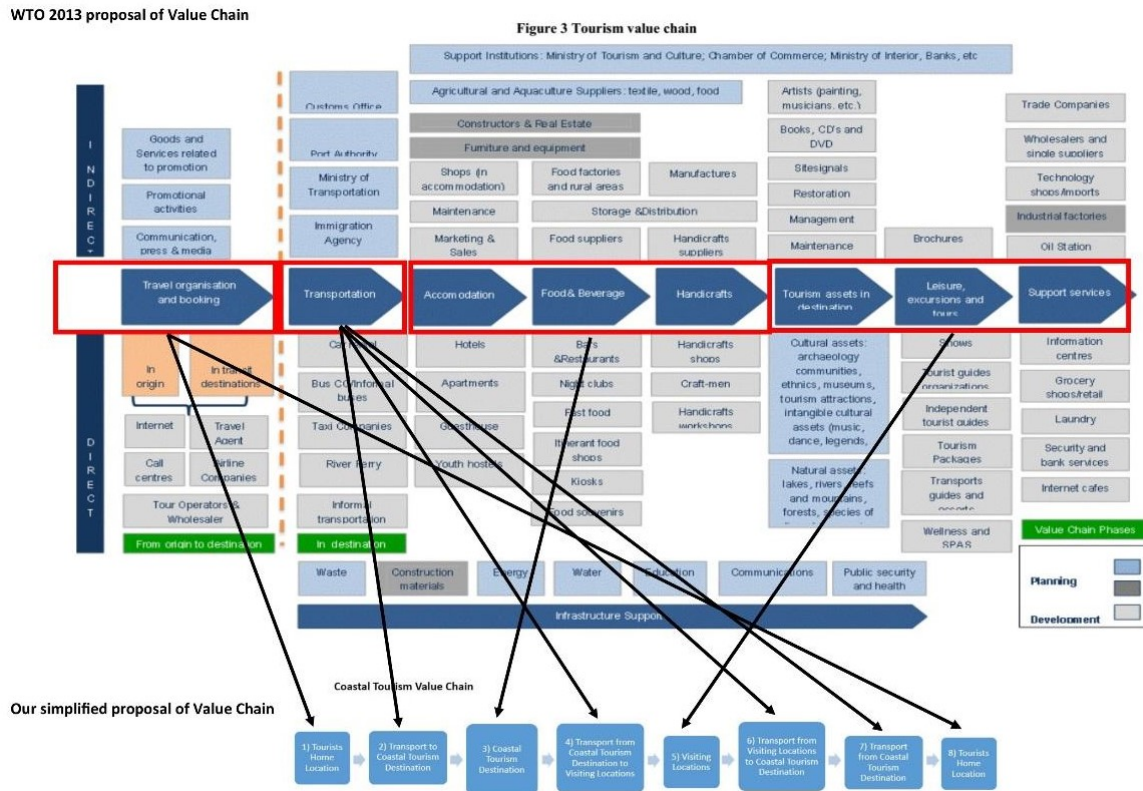 WTO 2013 proposal of Value Chain
Figure 3 Tourism value chain
Support Institutions: Ministry of Tourism and Culture; Chamber of Commerce; Ministry of Interior, Banks, etc
Customs Office
Agricultural and Aquaculture Suppliers: textile, wood, food
Artists (painting,
musicians, etc.)
Trade Companies
Goods and
Services related
to promotion
Port Authority
Constructors & Real Estate
Furniture and equipment
Books, CD's and
DVD
Wholesalers and
single suppliers
Promotional
activities
Ministry of
Transportation
Shops (in
accommodation)
Food factories
and rural areas
Manufactures
Sitesignals
Technology
shops/imports
Restoration
Maintenance
Storage &Distribution
Management
Industrial factories
Communication,
press & media
Immigration
Agency
Marketing &
Sales
Food suppliers
Handicrafts
suppliers
Maintenance
Brochures
Oil Station
I NDIREC
Travel organisation
and booking
Transportation
Accomodation
Food& Beverage
Handicrafts
Tourism assets in
destination
Leisure,
excursions and
tours
Support services
DIRECT
In
origin
In transit
destinations
Internet
Travel
Agent
Call
centres
Airline
Companies
Tour Operators &
Wholesaler
From origin to destination
Bus CO/Informal
buses
Taxi Companies
River Ferry
Informal
transportation
In destination
Hotels
Apartments
Guesthouse
Youth hostels
Bars
&Restaurants
Night clubs
Fast food
Itinerant food
shops
Kiosks
Food souvenirs
Handicrafts
shops
Craft-men
Handicrafts
workshops
Cultural assets:
archaeology
communities,
ethnics, museums,
tourism attractions,
intangible cultural
assets (music,
dance, legends,
Natural assets:
lakes, rivers, reefs
and mountains,
forests, species of
Shows
Tourist guides
organizations
Independent
tourist guides
Tourism
Packages
Transports
guides and
Wellness and
SPAS
Information
centres
Grocery
shops/retail
Laundry
Security and
bank services
Internet cafes
Value Chain Phases
Waste
Construction
materials
Energy
Water
Education
Communications
Public security
and health
Planning
Development
Infrastructure Support
Coastal Tourism Value Chain
Our simplified proposal of Value Chain
1) Tourists
Home
Location
2) Transport to
Coastal Tourism
Destination
3) Coastal
Tourism
Destination
4) Transport from
Coastal Tourism
Destination to
Visiting Locations
5) Visiting
Locations
6) Transport from
Visiting Locations
to Coastal Tourism
Destination
7) Transport
from Coastal
Tourism
Destination
8) Tourists
Home
Location